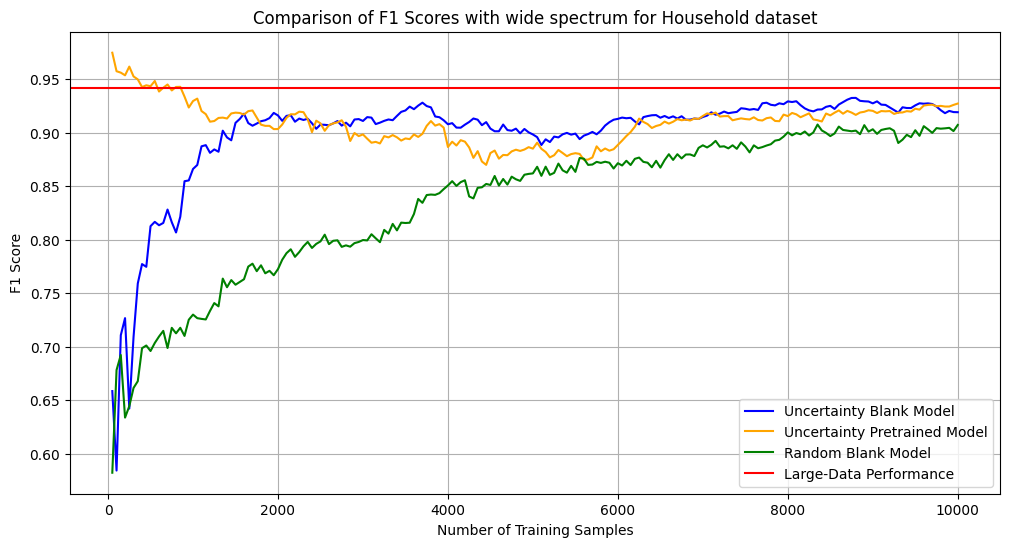 Comparison of F1 Scores with wide spectrum for Household dataset
F1 Score
0.95
0.90
0.85
0.80
0.75
0.70
0.65
0.60
0
2000
4000
6000
8000
10000
Number of Training Samples
Uncertainty Blank Model
Uncertainty Pretrained Model
Random Blank Model
Large-Data Performance